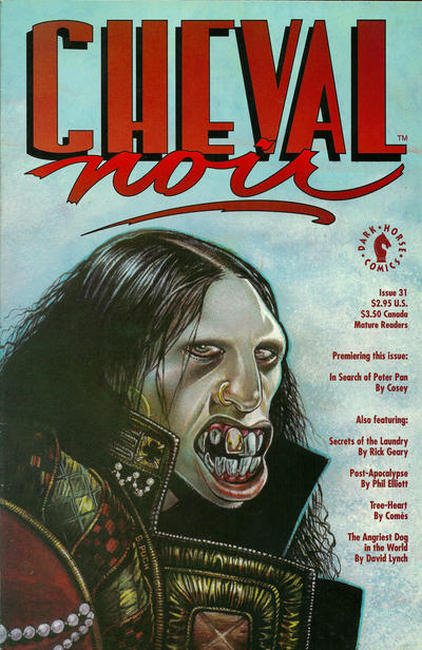 CHEVAL
noir
TM
DARK • HORSE
COMICS
Issue 31
$2.95 U.S.
$3.50 Canada
Mature Readers
Premiering this issue:
In Search of Peter Pan
By Cosey
Also featuring:
Secrets of the Laundry
By Rick Geary
Post-Apocalypse
By Phil Elliott
Tree-Heart
By Comès
The Angriest Dog
in the World
By David Lynch